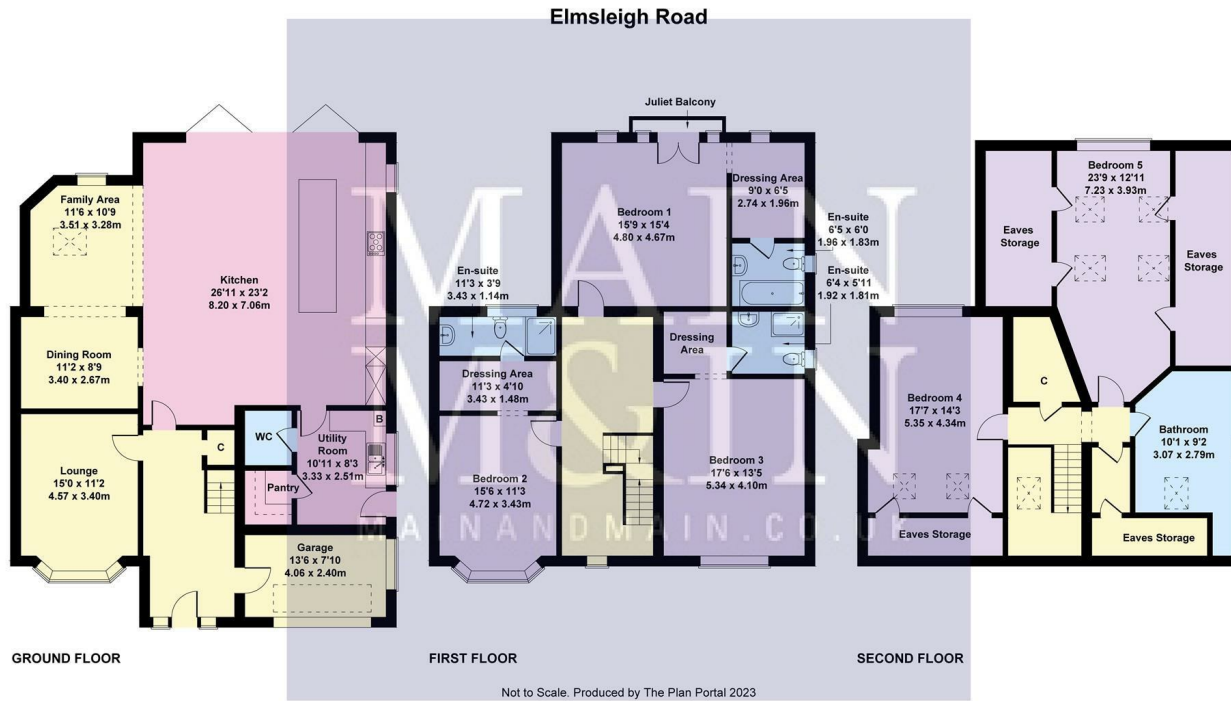 Elmsleigh Road
Family Area
11'6 x 10'9
3.51 x 3.28m
Kitchen
26'11 x 23'2
8.20 x 7.06m
Dining Room
11'2 x 8'9
3.40 x 2.67m
Lounge
15'0 x 11'2
4.57 x 3.40m
C
WC
Utility
Room
10'11 x 8'3
3.33 x 2.51m
B
Pantry
Garage
13'6 x 7'10
4.06 x 2.40m
GROUND FLOOR
Juliet Balcony
Bedroom 1
15'9 x 15'4
4.80 x 4.67m
Dressing Area
9'0 x 6'5
2.74 x 1.96m
En-suite
6'5 x 6'0
1.96 x 1.83m
En-suite
6'4 x 5'11
1.92 x 1.81m
En-suite
11'3 x 3'9
3.43 x 1.14m
Dressing Area
11'3 x 4'10
3.43 x 1.48m
Dressing
Area
Bedroom 2
15'6 x 11'3
4.72 x 3.43m
Bedroom 3
17'6 x 13'5
5.34 x 4.10m
FIRST FLOOR
Bedroom 5
23'9 x 12'11
7.23 x 3.93m
Eaves
Storage
Eaves
Storage
C
Bedroom 4
17'7 x 14'3
5.35 x 4.34m
Bathroom
10'1 x 9'2
3.07 x 2.79m
Eaves Storage
Eaves Storage
SECOND FLOOR
MAIN
M&IN
MAINANDMAIN.CO.UK
Not to Scale. Produced by The Plan Portal 2023